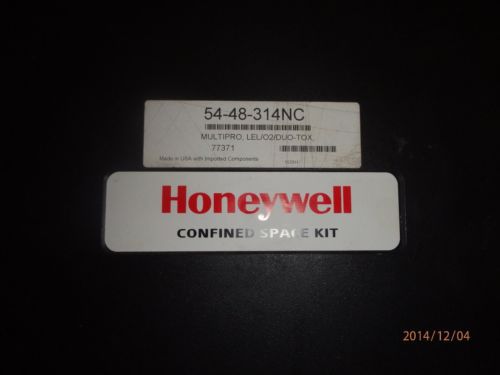 54-48-314NC
MULTIPRO, LEL/O2/DUO-TOX,
77371
Made in USA with Imported Components
Honeywell
CONFINED SPACE KIT
2014/12/04